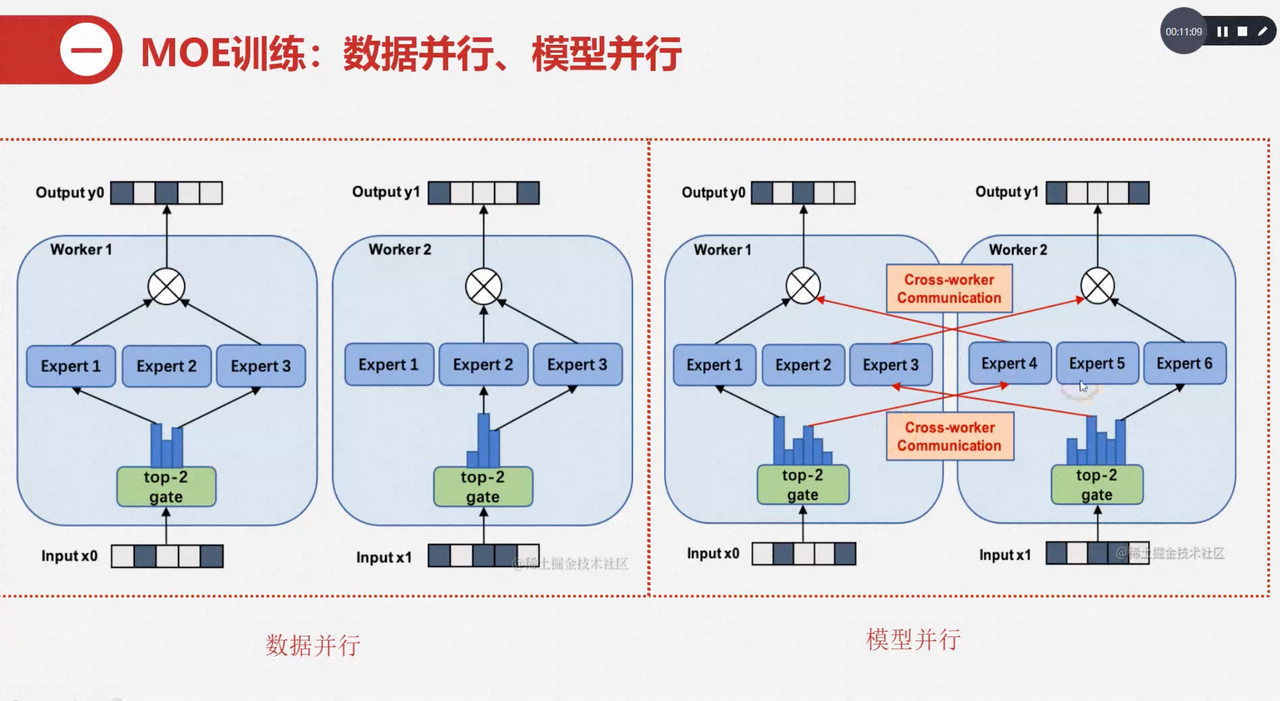 MOE训练：数据并行、模型并行
00:11:09
Output y0
Worker 1
Expert 1
Expert 2
Expert 3
top-2
gate
Input x0
Output y1
Worker 2
Expert 1
Expert 2
Expert 3
top-2
gate
Input x1
@稀土掘金技术社区
数据并行
Output y0
Worker 1
Expert 1
Expert 2
Expert 3
top-2
gate
Input x0
Cross-worker
Communication
Cross-worker
Communication
Output y1
Worker 2
Expert 4
Expert 5
Expert 6
top-2
gate
Input x1
@稀土掘金技术社区
模型并行